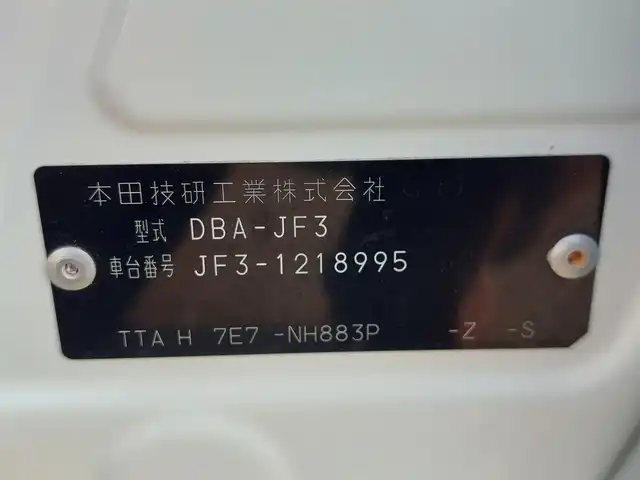 本田技研工業株式会社
型式 DBA-JF3
車台番号 JF3-1218995
TTA H 7E7 -NH883P -Z -S